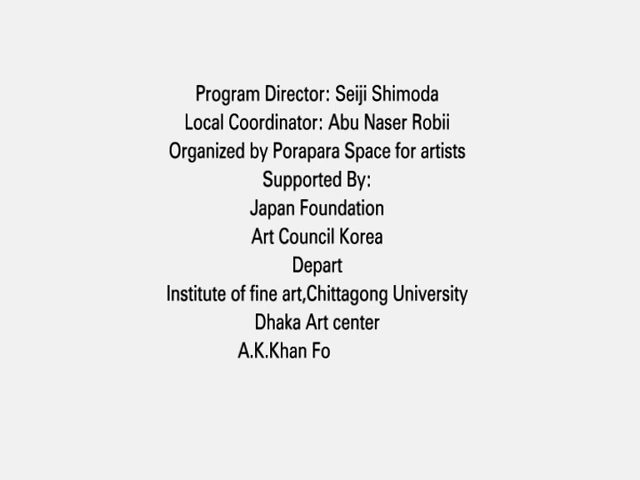 Program Director: Seiji Shimoda
Local Coordinator: Abu Naser Robii
Organized by Porapara Space for artists
Supported By:
Japan Foundation
Art Council Korea
Depart
Institute of fine art,Chittagong University
Dhaka Art center
A.K.Khan Fo